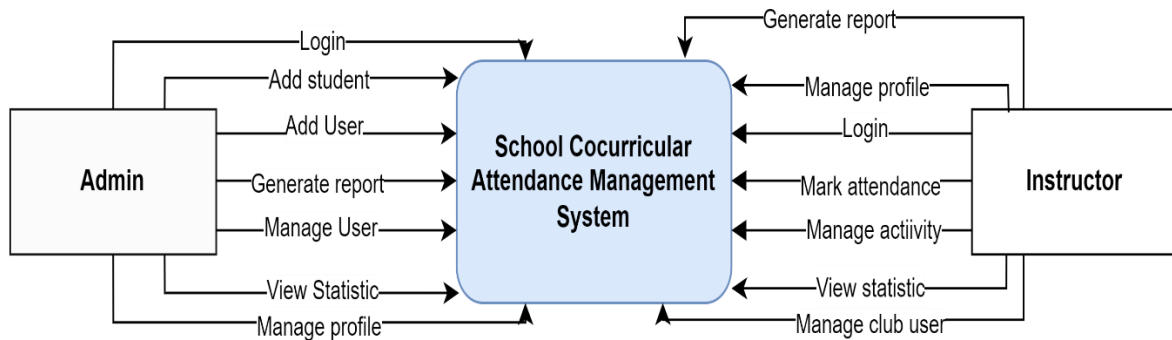 Generate report
Login
Add student
Manage profile
Add User
Login
School Cocurricular
Attendance Management
System
Admin
Generate report
Mark attendance
Instructor
Manage User
Manage actiivity
View Statistic
View statistic
Manage profile
Manage club user